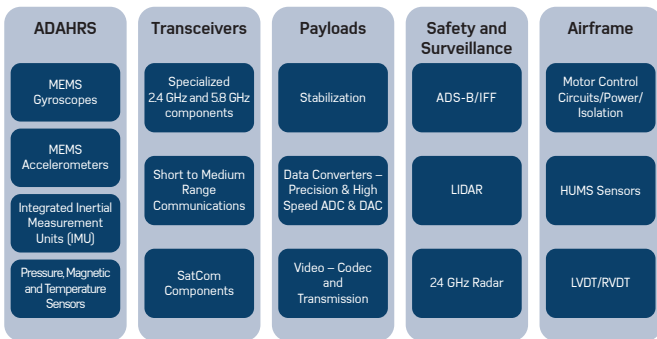 ADAHRS
MEMS
Gyroscopes
MEMS
Accelerometers
Integrated Inertial
Measurement
Units (IMU)
Pressure, Magnetic
and Temperature
Sensors
Transceivers
Specialized
2.4 GHz and 5.8 GHz
components
Short to Medium
Range
Communications
SatCom
Components
Payloads
Stabilization
Data Converters –
Precision & High
Speed ADC & DAC
Video – Codec
and
Transmission
Safety and
Surveillance
ADS-B/IFF
LIDAR
24 GHz Radar
Airframe
Motor Control
Circuits/Power/
Isolation
HUMS Sensors
LVDT/RVDT